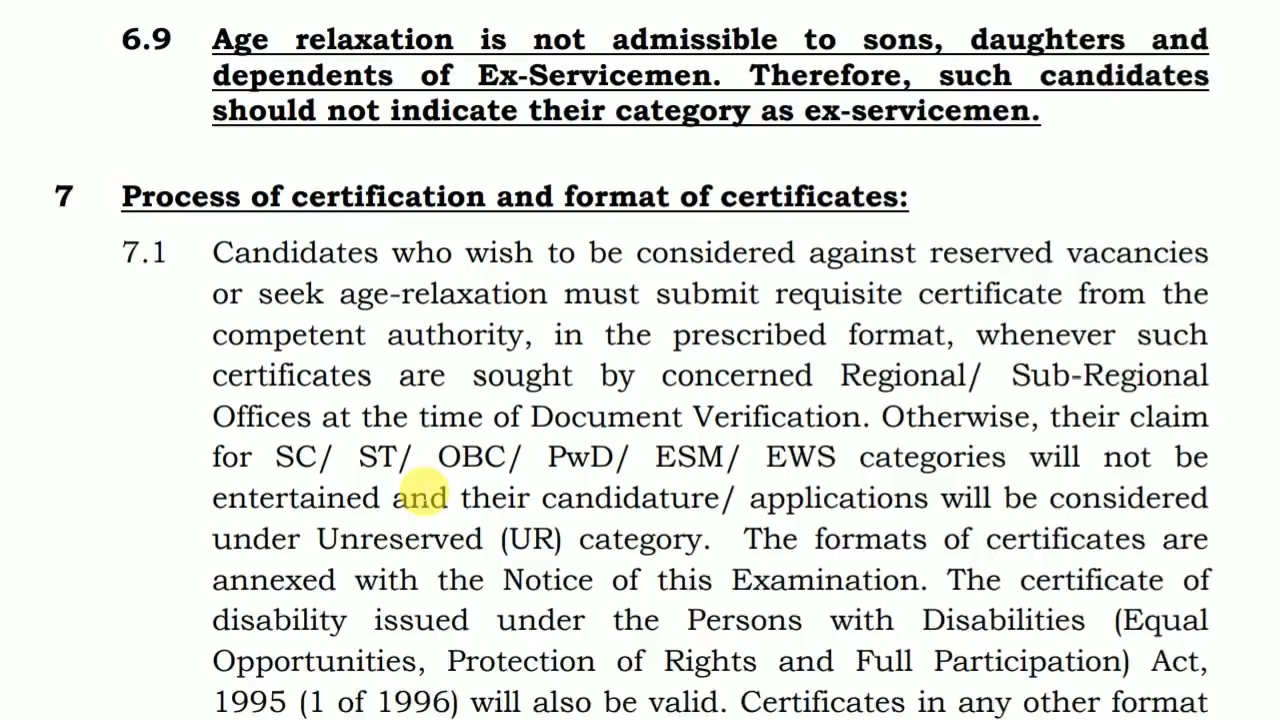 6.9 Age relaxation is not admissible to sons, daughters and
dependents of Ex-Servicemen. Therefore, such candidates
should not indicate their category as ex-servicemen.
7 Process of certification and format of certificates:
7.1 Candidates who wish to be considered against reserved vacancies
or seek age-relaxation must submit requisite certificate from the
competent authority, in the prescribed format, whenever such
certificates are sought by concerned Regional/ Sub-Regional
Offices at the time of Document Verification. Otherwise, their claim
for SC/ ST/ OBC/ PwD/ ESM/ EWS categories will not be
entertained and their candidature/ applications will be considered
under Unreserved (UR) category. The formats of certificates are
annexed with the Notice of this Examination. The certificate of
disability issued under the Persons with Disabilities (Equal
Opportunities, Protection of Rights and Full Participation) Act,
1995 (1 of 1996) will also be valid. Certificates in any other format